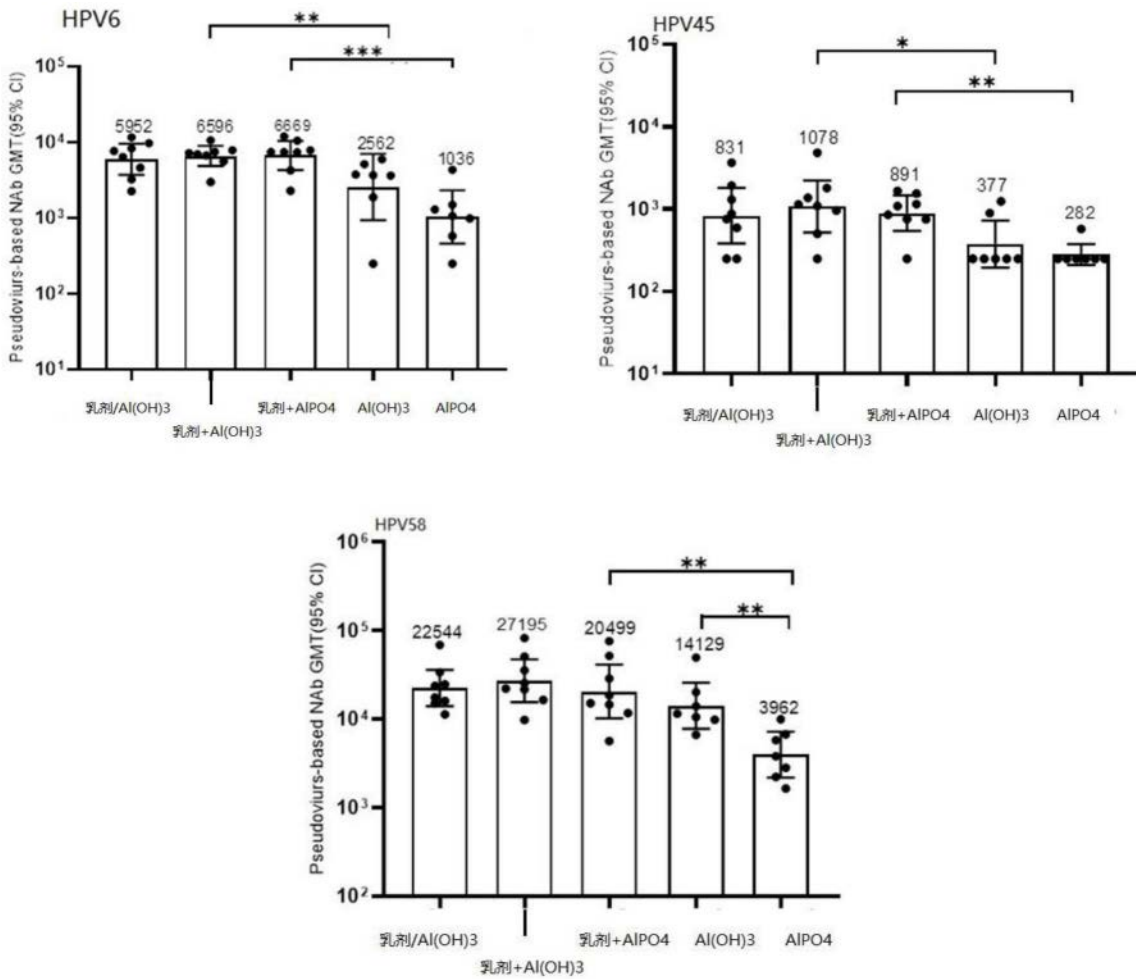 HPV6
**
***
Pseudoviurs-based NAb GMT(95% CI)
10⁵
10⁴
10³
10²
10¹
5952
6596
6669
2562
1036
乳剂/Al(OH)3
乳剂+AlPO4
Al(OH)3
AlPO4
乳剂+Al(OH)3
HPV45
*
**
Pseudoviurs-based NAb GMT(95% CI)
10⁵
10⁴
10³
10²
10¹
831
1078
891
377
282
乳剂/Al(OH)3
乳剂+AlPO4
Al(OH)3
AlPO4
乳剂+Al(OH)3
HPV58
**
**
Pseudoviurs-based NAb GMT(95% CI)
10⁶
10⁵
10⁴
10³
10²
22544
27195
20499
14129
3962
乳剂/Al(OH)3
乳剂+AlPO4
Al(OH)3
AlPO4
乳剂+Al(OH)3